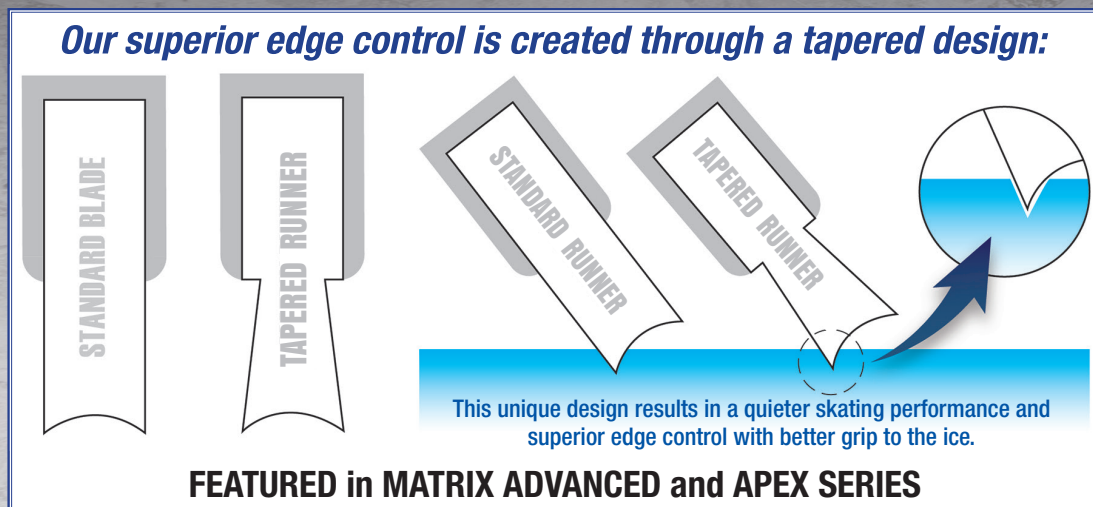 Our superior edge control is created through a tapered design:
STANDARD BLADE
TAPERED RUNNER
STANDARD RUNNER
TAPERED RUNNER
This unique design results in a quieter skating performance and
superior edge control with better grip to the ice.
FEATURED in MATRIX ADVANCED and APEX SERIES